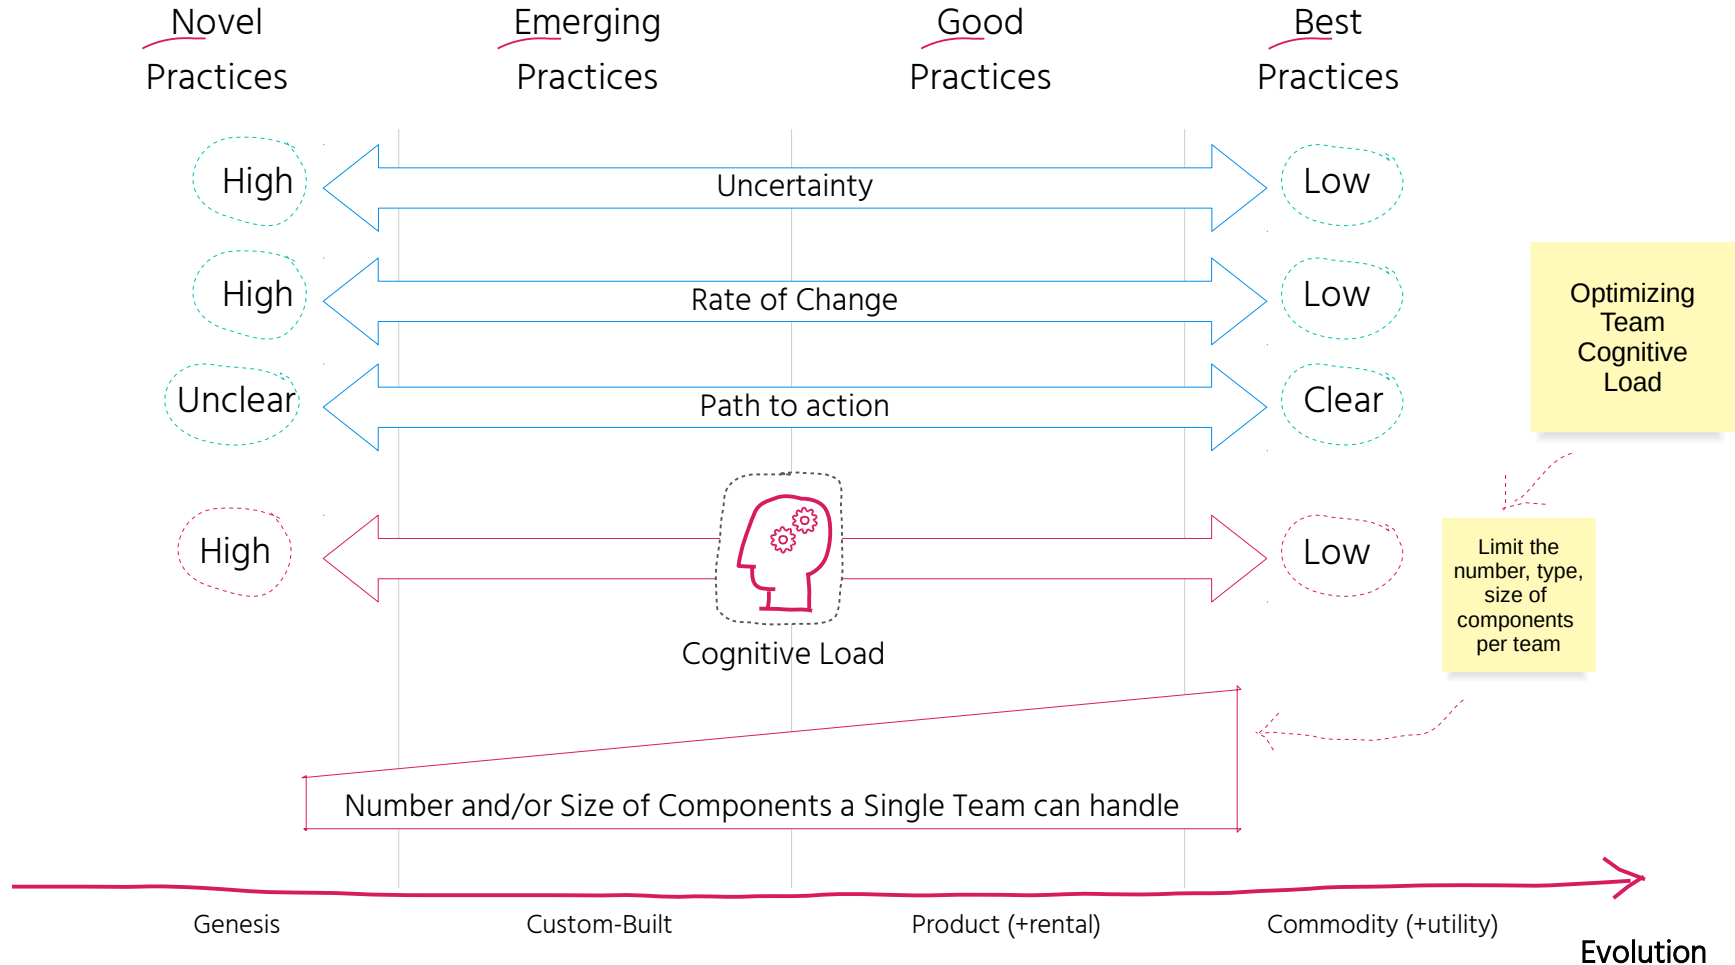 Novel
Practices
Emerging
Practices
Good
Practices
Best
Practices
High
Uncertainty
Low
High
Rate of Change
Low
Unclear
Path to action
Clear
High
Low
Cognitive Load
Optimizing
Team
Cognitive
Load
Limit the
number, type,
size of
components
per team
Number and/or Size of Components a Single Team can handle
Genesis
Custom-Built
Product (+rental)
Commodity (+utility)
Evolution